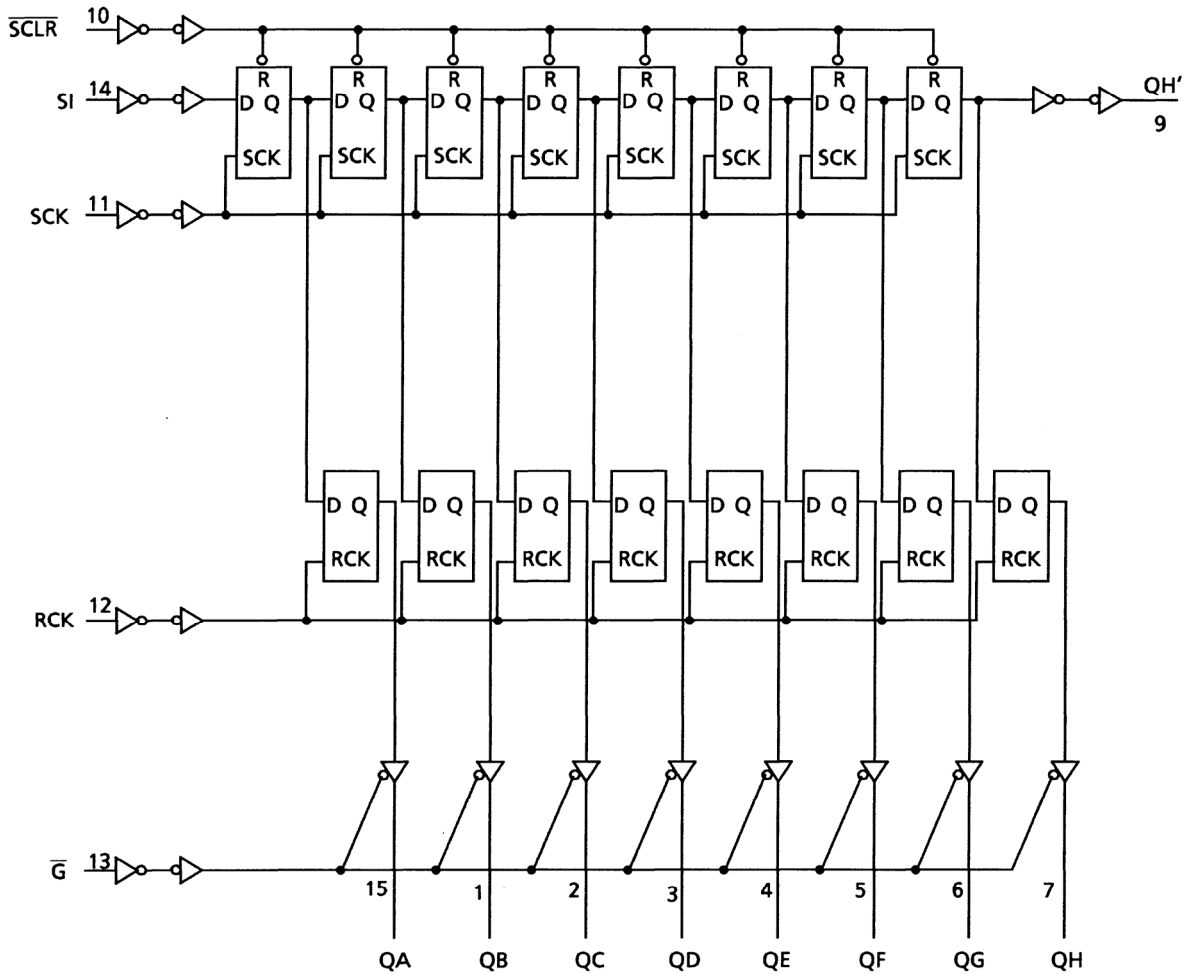 SCLR 10
R R R R R R R R
SI 14 D Q D Q D Q D Q D Q D Q D Q D Q QH'
9
SCK SCK SCK SCK SCK SCK SCK SCK
SCK 11
D Q D Q D Q D Q D Q D Q D Q D Q
RCK RCK RCK RCK RCK RCK RCK RCK
RCK 12
G 13
15 1 2 3 4 5 6 7
QA QB QC QD QE QF QG QH